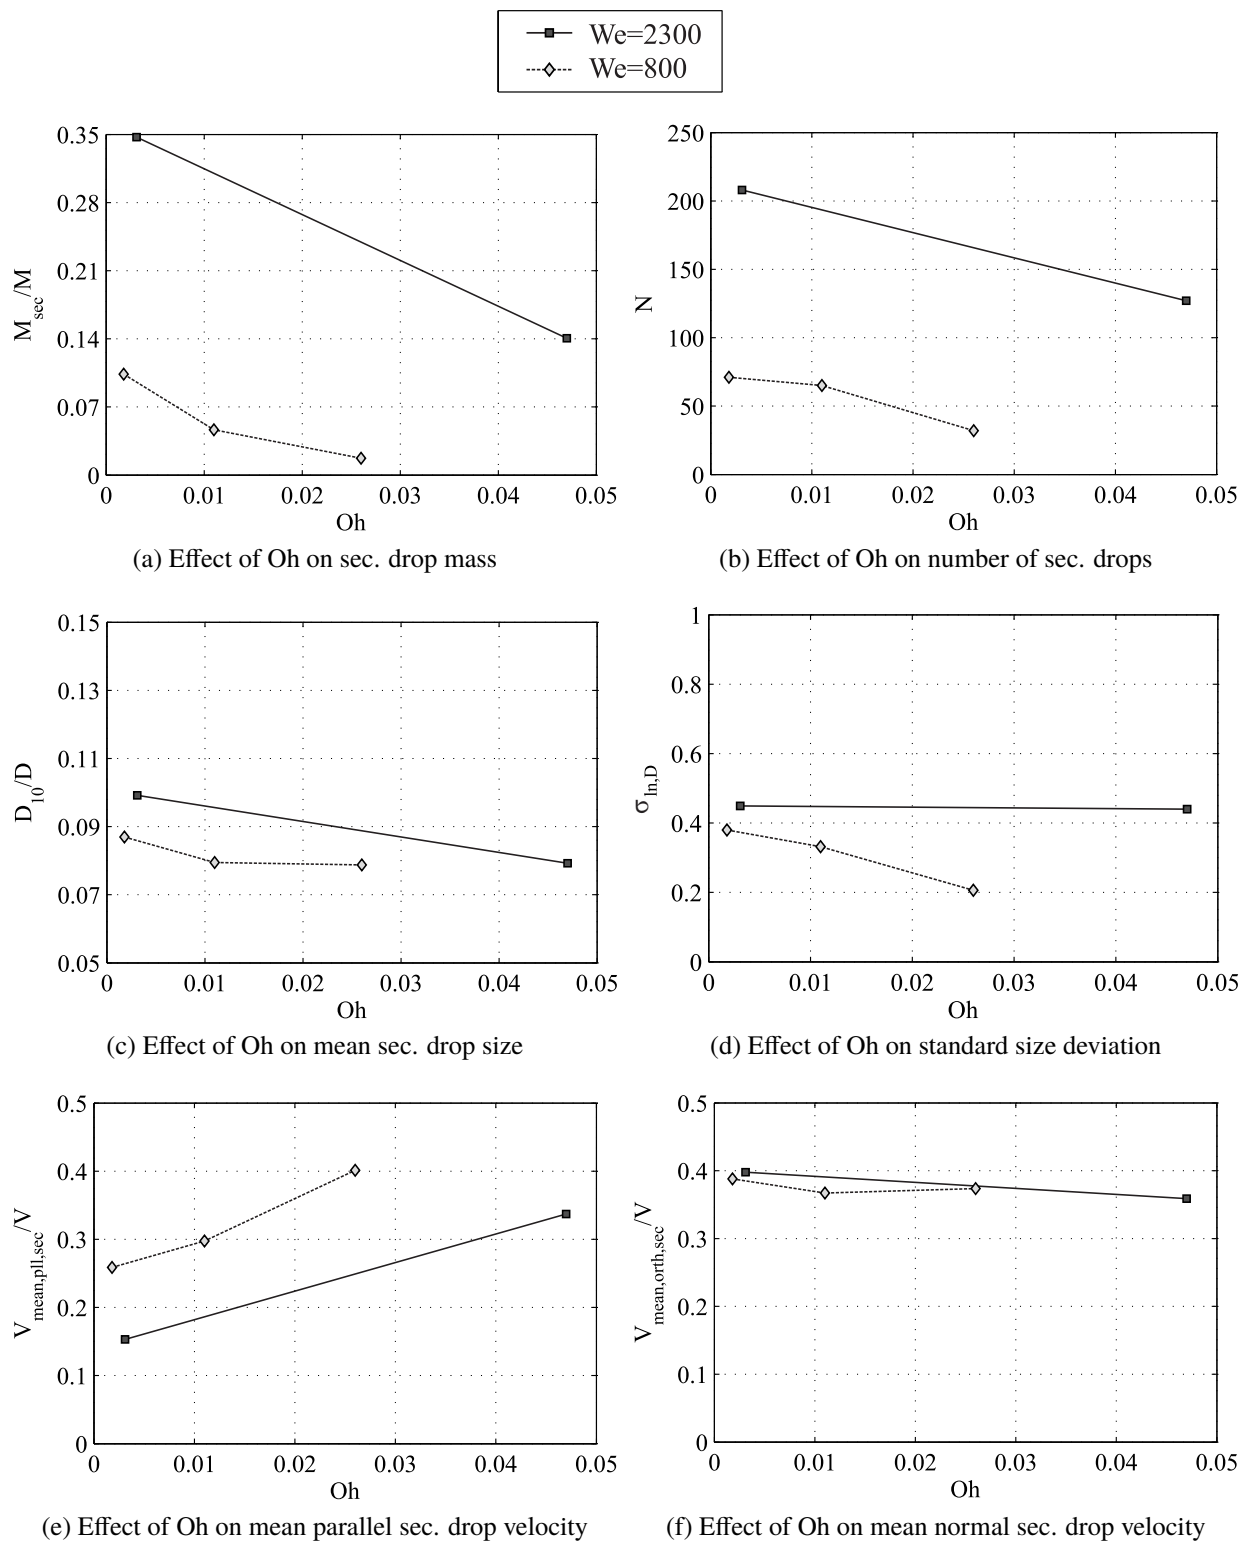 We=2300
We=800
0.35
0.28
0.21
0.14
0.07
0
M_sec/M
0 0.01 0.02 0.03 0.04 0.05
Oh
(a) Effect of Oh on sec. drop mass
250
200
150
100
50
0
N
0 0.01 0.02 0.03 0.04 0.05
Oh
(b) Effect of Oh on number of sec. drops
0.15
0.13
0.11
0.09
0.07
0.05
D_10/D
0 0.01 0.02 0.03 0.04 0.05
Oh
(c) Effect of Oh on mean sec. drop size
1
0.8
0.6
0.4
0.2
0
σ_ln,D
0 0.01 0.02 0.03 0.04 0.05
Oh
(d) Effect of Oh on standard size deviation
0.5
0.4
0.3
0.2
0.1
0
V_mean,pll,sec/V
0 0.01 0.02 0.03 0.04 0.05
Oh
(e) Effect of Oh on mean parallel sec. drop velocity
0.5
0.4
0.3
0.2
0.1
0
V_mean,orth,sec/V
0 0.01 0.02 0.03 0.04 0.05
Oh
(f) Effect of Oh on mean normal sec. drop velocity